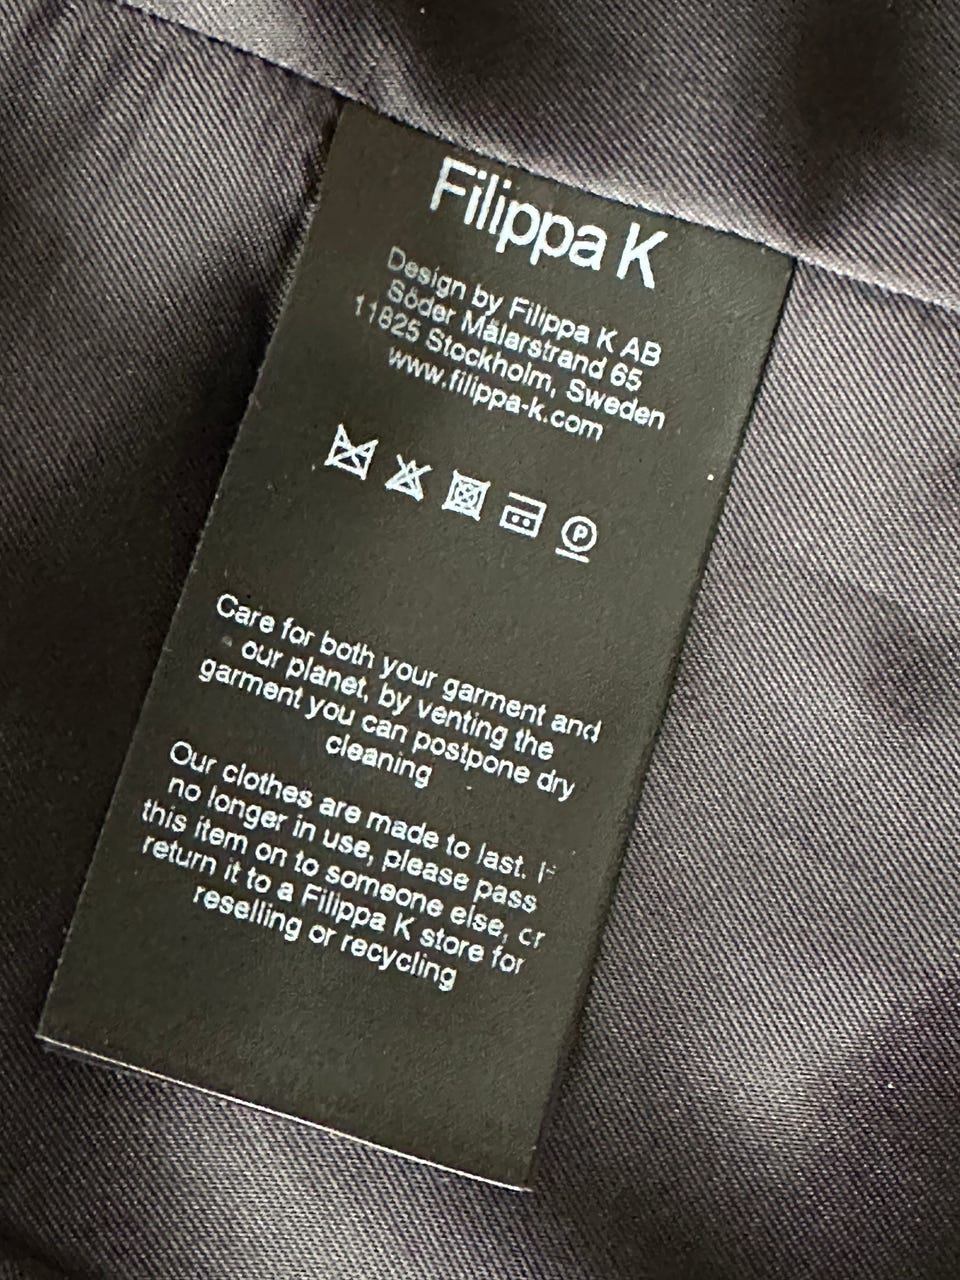 Filippa K
Design by Filippa K AB
Söder Mälarstrand 65
11825 Stockholm, Sweden
www.filippa-k.com
P
Care for both your garment and
our planet, by venting the
garment you can postpone dry
cleaning
Our clothes are made to last. If
no longer in use, please pass
this item on to someone else, or
return it to a Filippa K store for
reselling or recycling